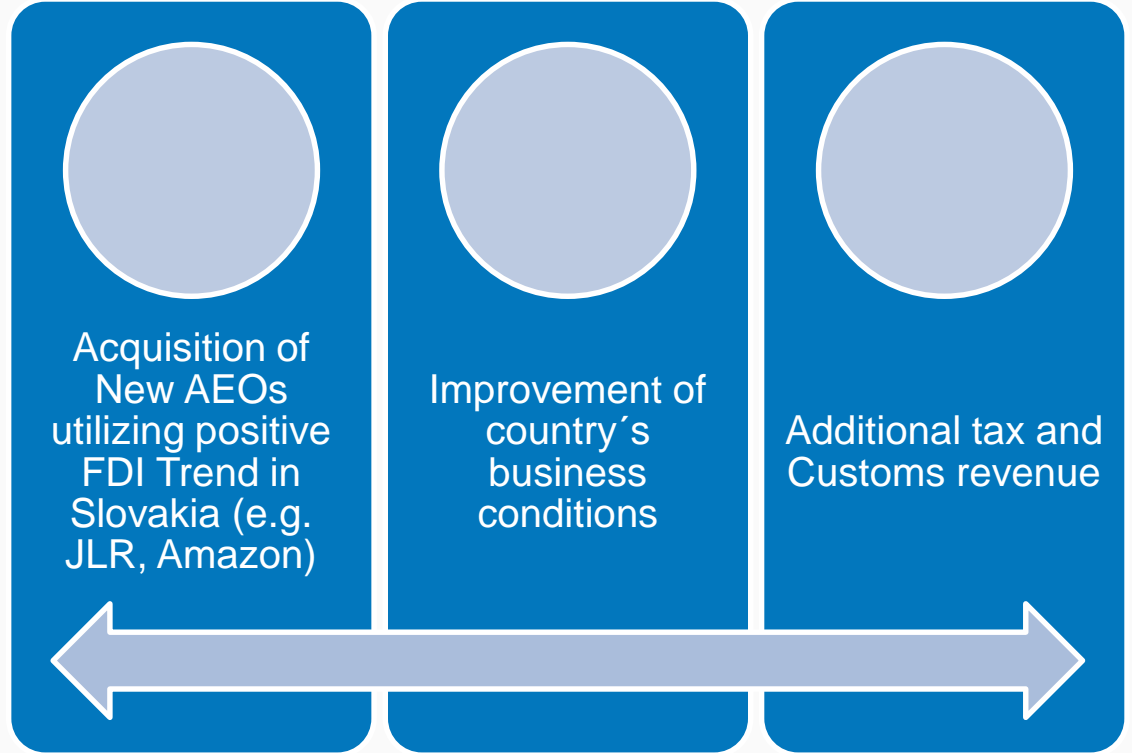 Acquisition of
New AEOs
utilizing positive
FDI Trend in
Slovakia (e.g.
JLR, Amazon)
Improvement of
country´s
business
conditions
Additional tax and
Customs revenue